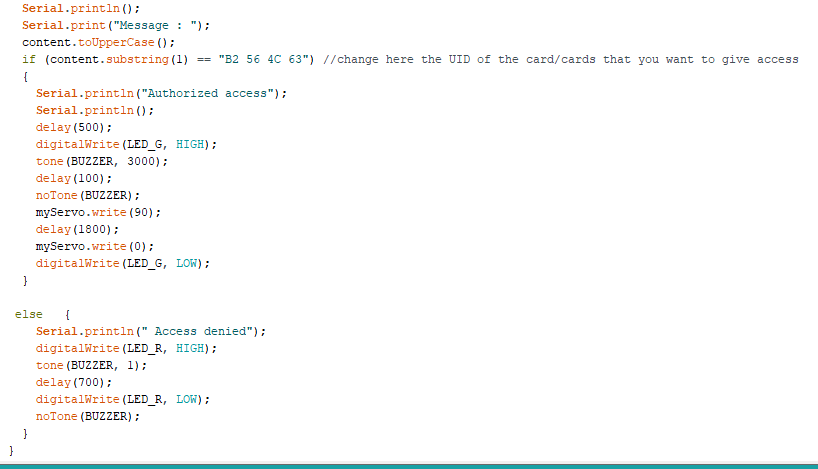 Serial.println();
Serial.print("Message : ");
content.toUpperCase();
if (content.substring(1) == "B2 56 4C 63") //change here the UID of the card/cards that you want to give access
{
Serial.println("Authorized access");
Serial.println();
delay(500);
digitalWrite(LED_G, HIGH);
tone(BUZZER, 3000);
delay(100);
noTone(BUZZER);
myServo.write(90);
delay(1800);
myServo.write(0);
digitalWrite(LED_G, LOW);
}
else {
Serial.println(" Access denied");
digitalWrite(LED_R, HIGH);
tone(BUZZER, 1);
delay(700);
digitalWrite(LED_R, LOW);
noTone(BUZZER);
}
}